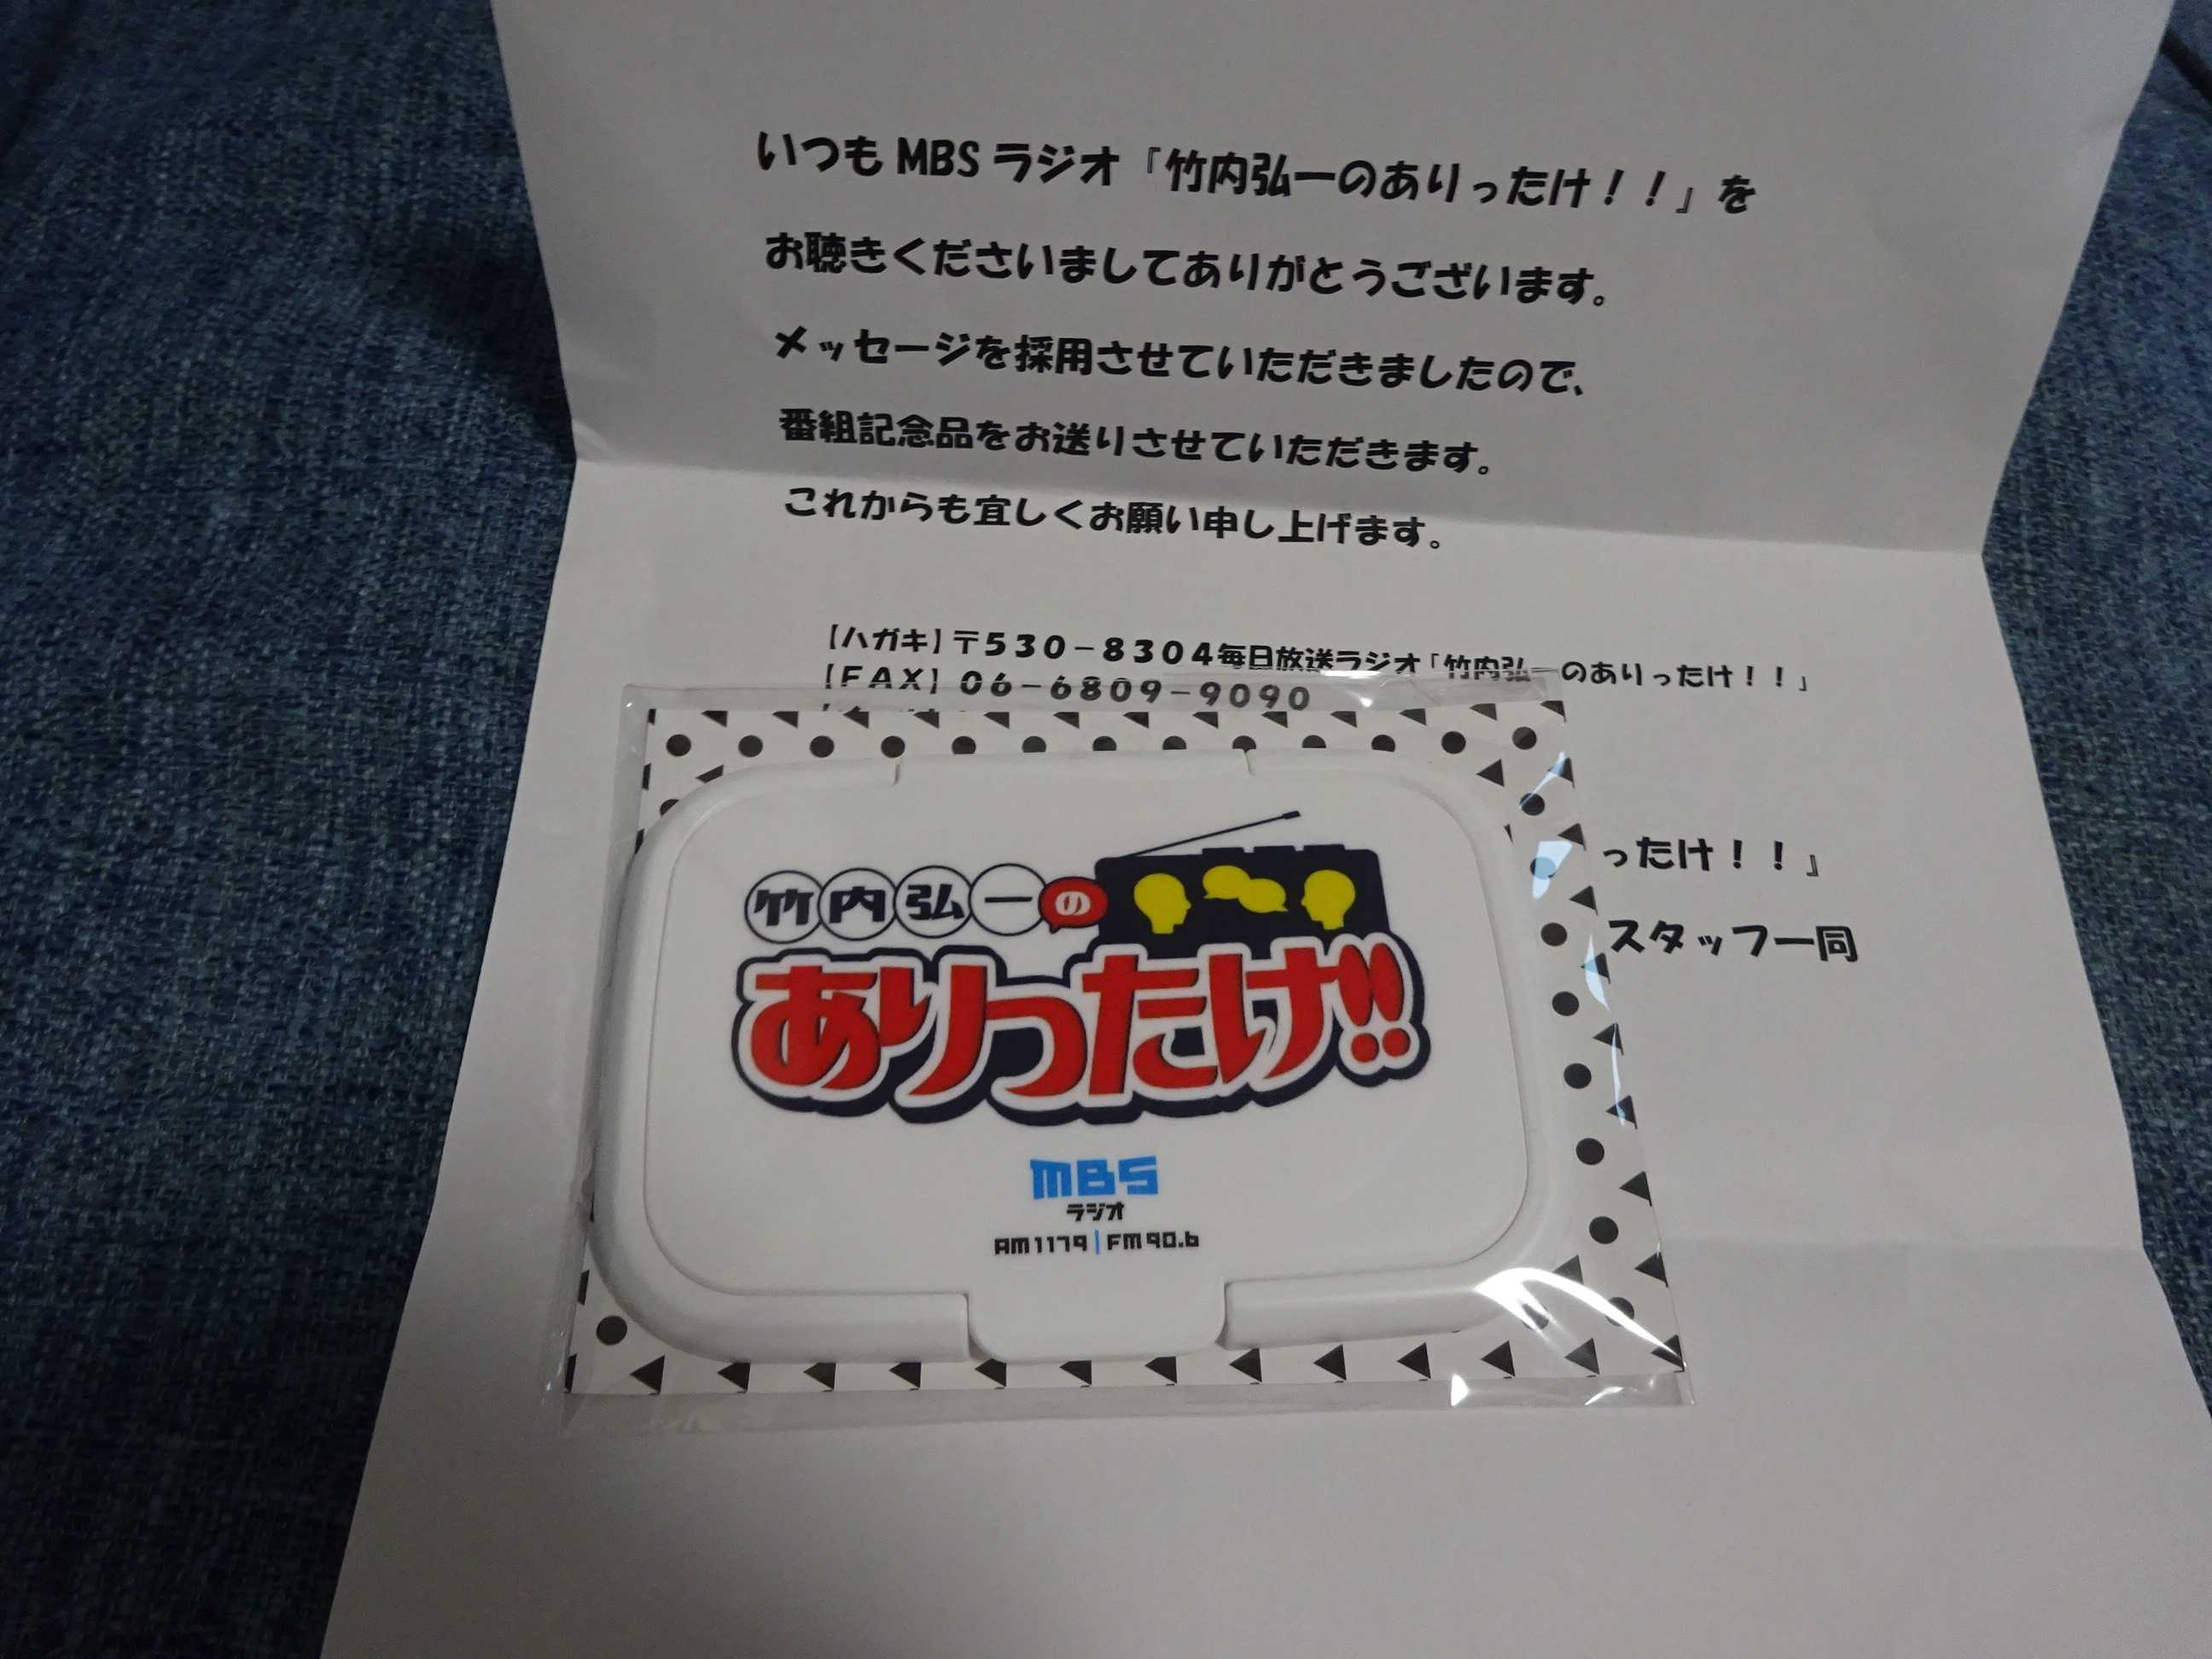 いつもMBSラジオ『竹内弘一のありったけ！！』を
お聴きくださいましてありがとうございます。
メッセージを採用させていただきましたので、
番組記念品をお送りさせていただきます。
これからも宜しくお願い申し上げます。
【ハガキ】〒530-8304毎日放送ラジオ「竹内弘一のありったけ！！」
【FAX】06-6809-9090
ったけ！！』
スタッフ一同
竹内弘一の
ありったけ!!
MBS
ラジオ
AM1179|FM90.6